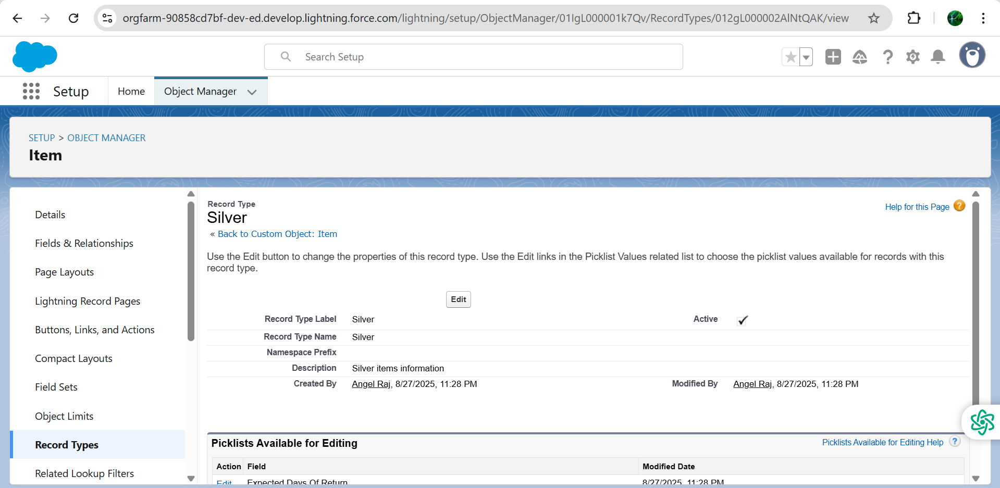 orgfarm-90858cd7bf-dev-ed.develop.lightning.force.com/lightning/setup/ObjectManager/01IgL000001k7Qv/RecordTypes/012gL000002AlNtQAK/view
Search Setup
Setup
Home
Object Manager
SETUP > OBJECT MANAGER
Item
Details
Fields & Relationships
Page Layouts
Lightning Record Pages
Buttons, Links, and Actions
Compact Layouts
Field Sets
Object Limits
Record Types
Related Lookup Filters
Record Type
Silver
Help for this Page ?
« Back to Custom Object: Item
Use the Edit button to change the properties of this record type. Use the Edit links in the Picklist Values related list to choose the picklist values available for records with this
record type.
Edit
Record Type Label Silver Active
Record Type Name Silver
Namespace Prefix
Description Silver items information
Created By Angel Raj, 8/27/2025, 11:28 PM Modified By Angel Raj, 8/27/2025, 11:28 PM
Picklists Available for Editing
Picklists Available for Editing Help ?
Action Field Modified Date
Edit Expected Days Of Return 8/27/2025, 11:28 PM